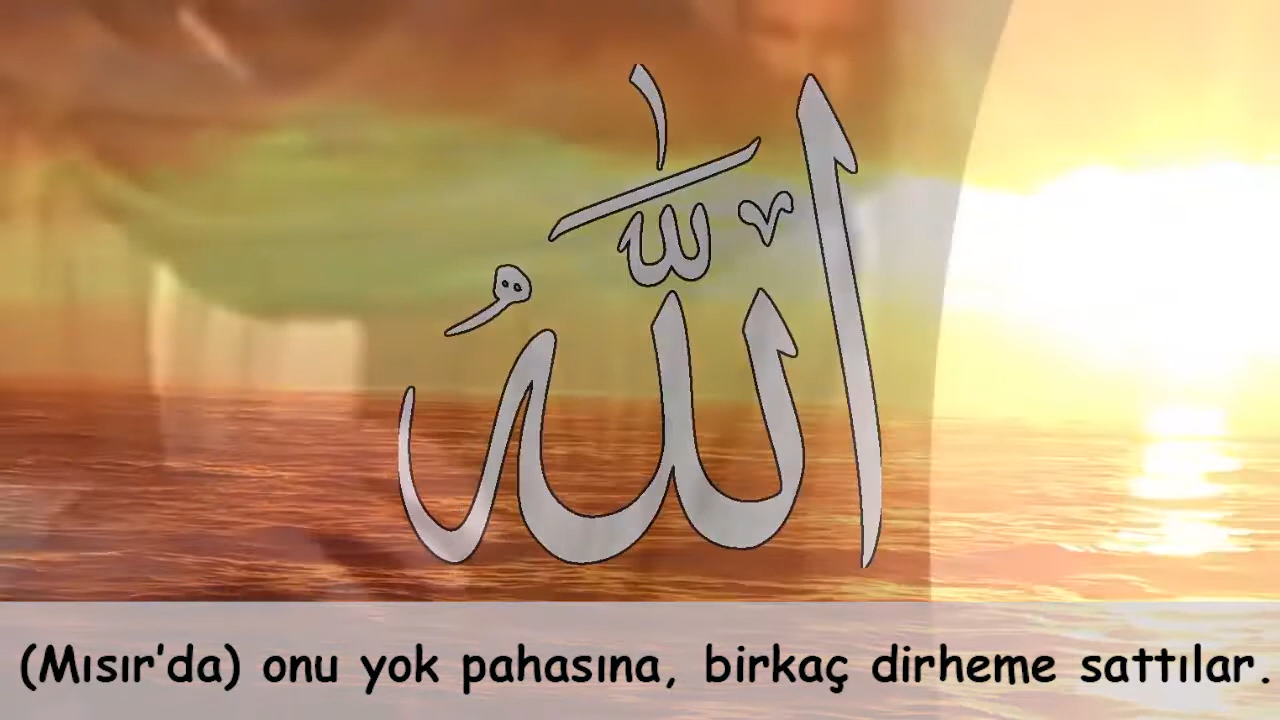 الله
(Mısır'da) onu yok pahasına, birkaç dirheme sattılar.